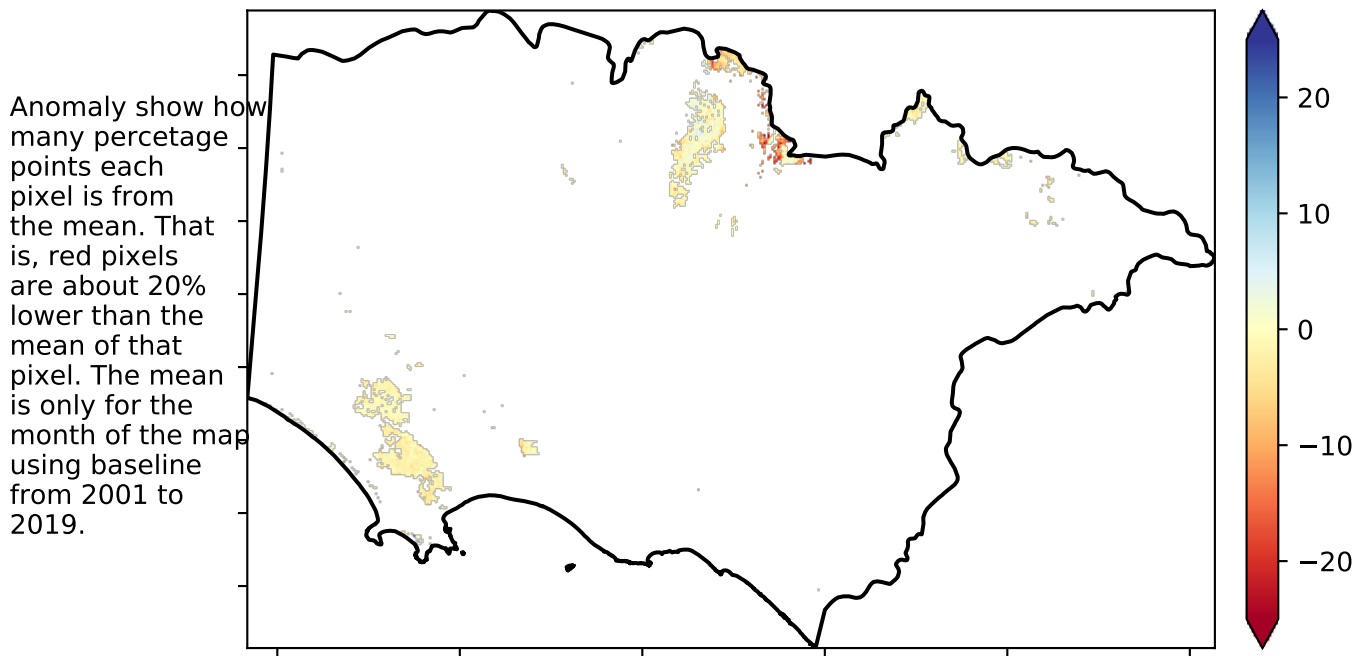 Anomaly show how
many percetage
points each
pixel is from
the mean. That
is, red pixels
are about 20%
lower than the
mean of that
pixel. The mean
is only for the
month of the map
using baseline
from 2001 to
2019.
20
10
0
−10
−20